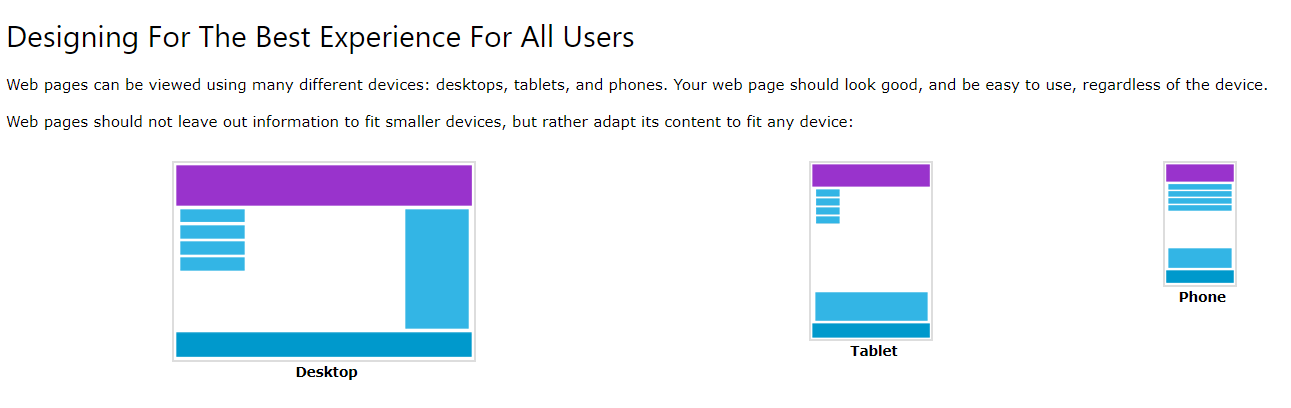 Designing For The Best Experience For All Users
Web pages can be viewed using many different devices: desktops, tablets, and phones. Your web page should look good, and be easy to use, regardless of the device.
Web pages should not leave out information to fit smaller devices, but rather adapt its content to fit any device:
Desktop
Tablet
Phone